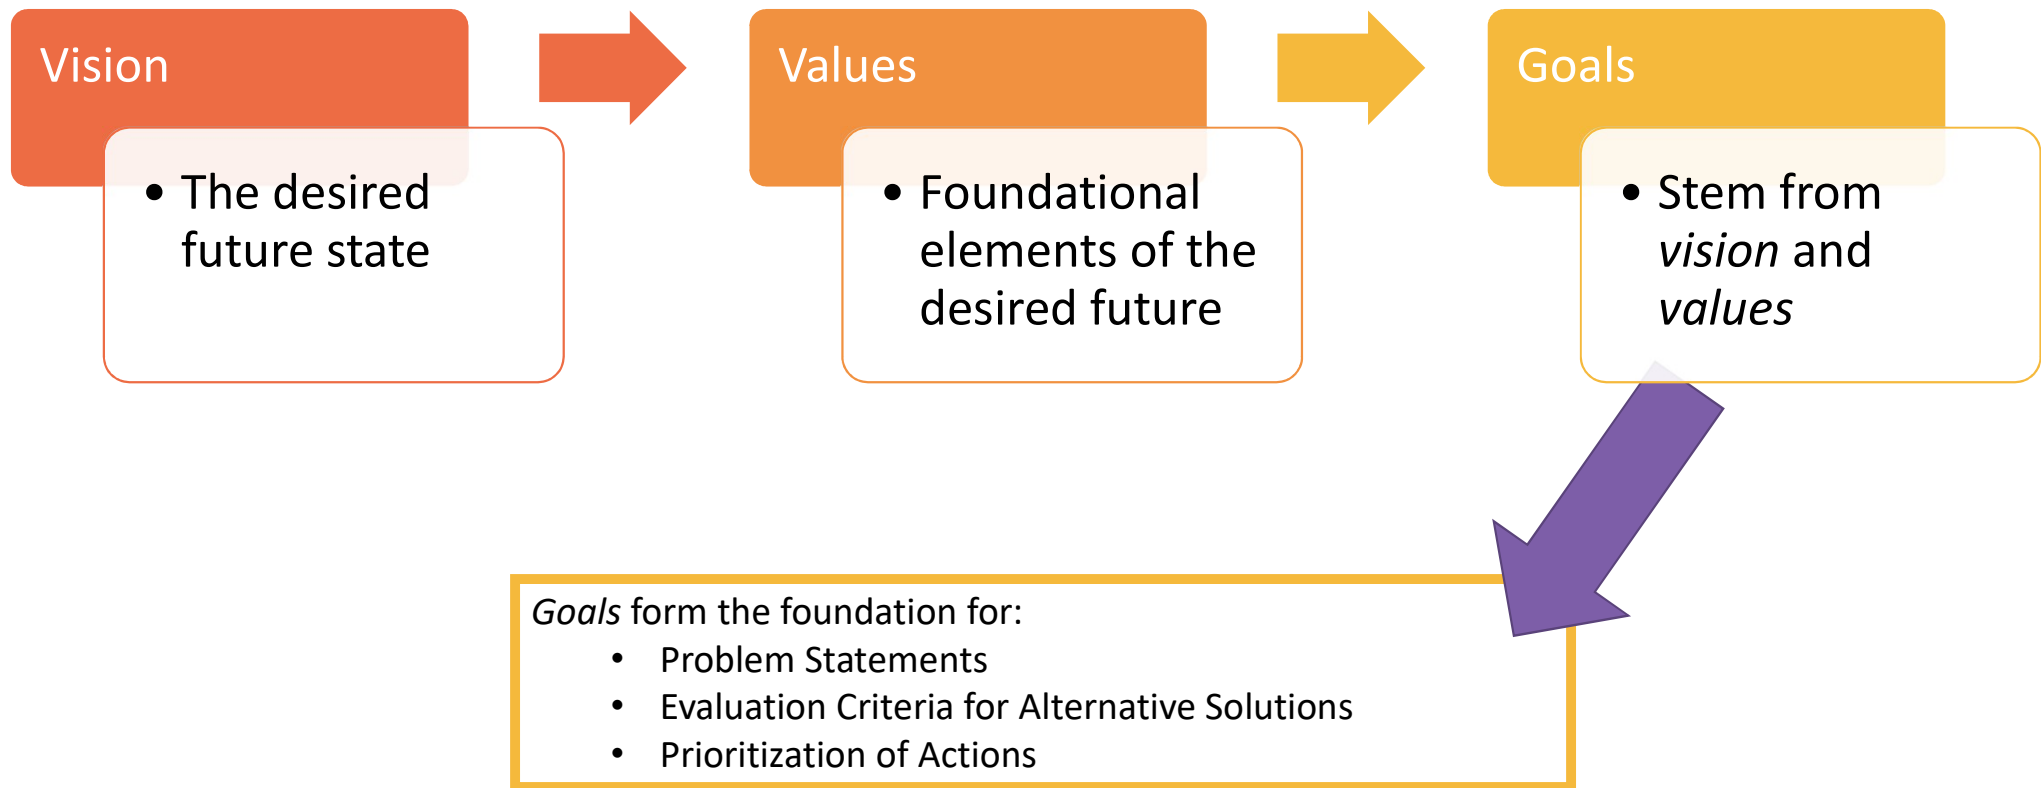 Vision
• The desired
future state
Values
• Foundational
elements of the
desired future
Goals
• Stem from
vision and
values
Goals form the foundation for:
• Problem Statements
• Evaluation Criteria for Alternative Solutions
• Prioritization of Actions